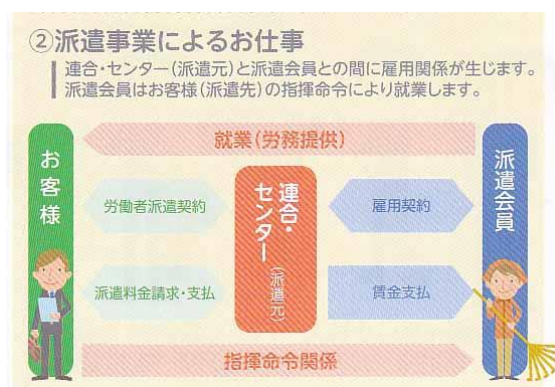 ②派遣事業によるお仕事
連合・センター(派遣元)と派遣会員との間に雇用関係が生じます。
派遣会員はお客様(派遣先)の指揮命令により就業します。
就業(労務提供)
お客様
労働者派遣契約
派遣料金請求・支払
連合・
センター
(派遣元)
雇用契約
賃金支払
派遣会員
指揮命令関係